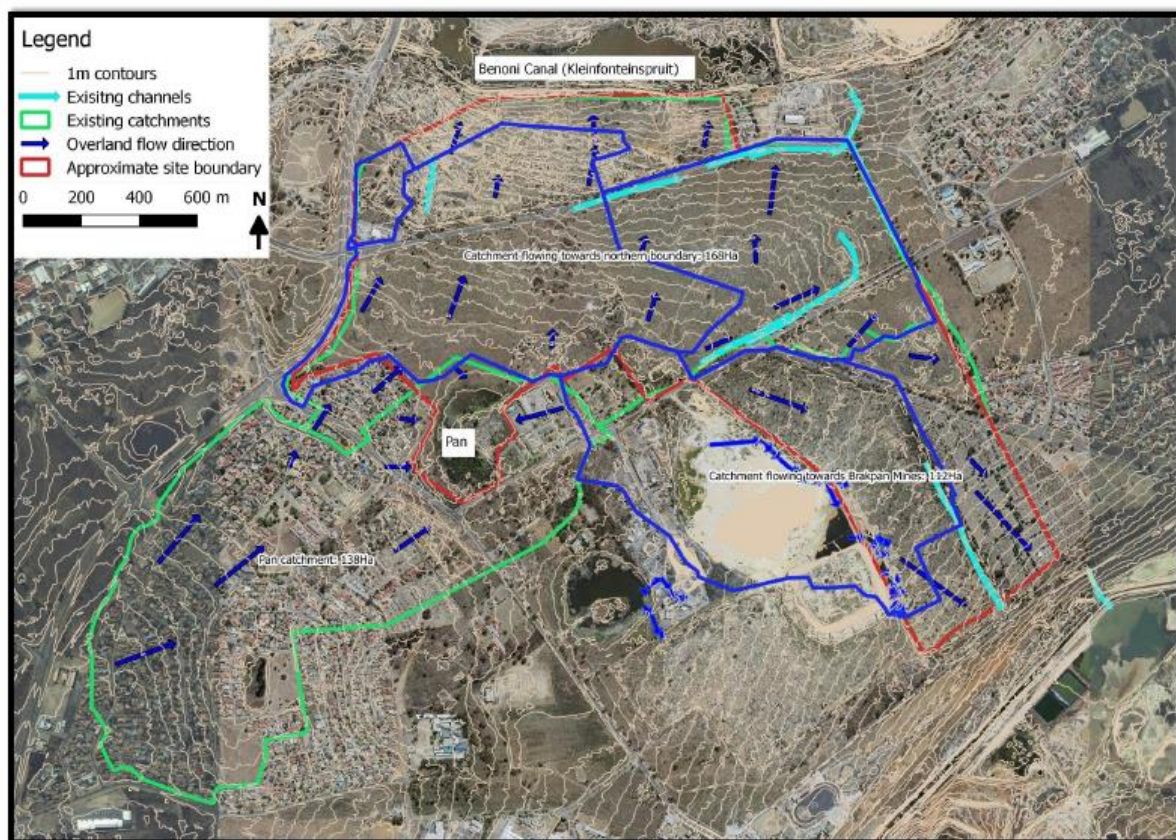 Legend
1m contours
Exisitng channels
Existing catchments
Overland flow direction
Approximate site boundary
0 200 400 600 m
N
Benoni Canal (Kleinfonteinspruit)
Catchment flowing towards northern boundary: 168Ha
Pan
Catchment flowing towards Brakpan Mines: 112Ha
Pan catchment: 138Ha